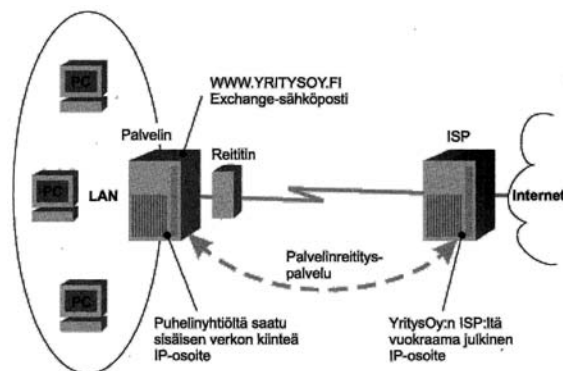 PC
WWW.YRITYSOY.FI
Exchange-sähköposti
Palvelin
Reititin
ISP
PC
LAN
Internet
Palvelinreititys-
palvelu
PC
Puhelinyhtiöltä saatu
sisäisen verkon kiinteä
IP-osoite
YritysOy:n ISP:ltä
vuokraama julkinen
IP-osoite